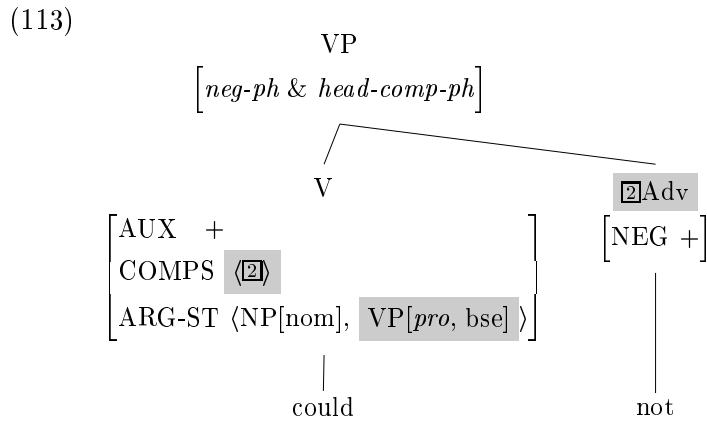 (113)
VP
[neg-ph & head-comp-ph]
V 2Adv
[AUX + [NEG +]
COMPS ⟨2⟩
ARG-ST ⟨NP[nom], VP[pro, bse] ⟩]
could not